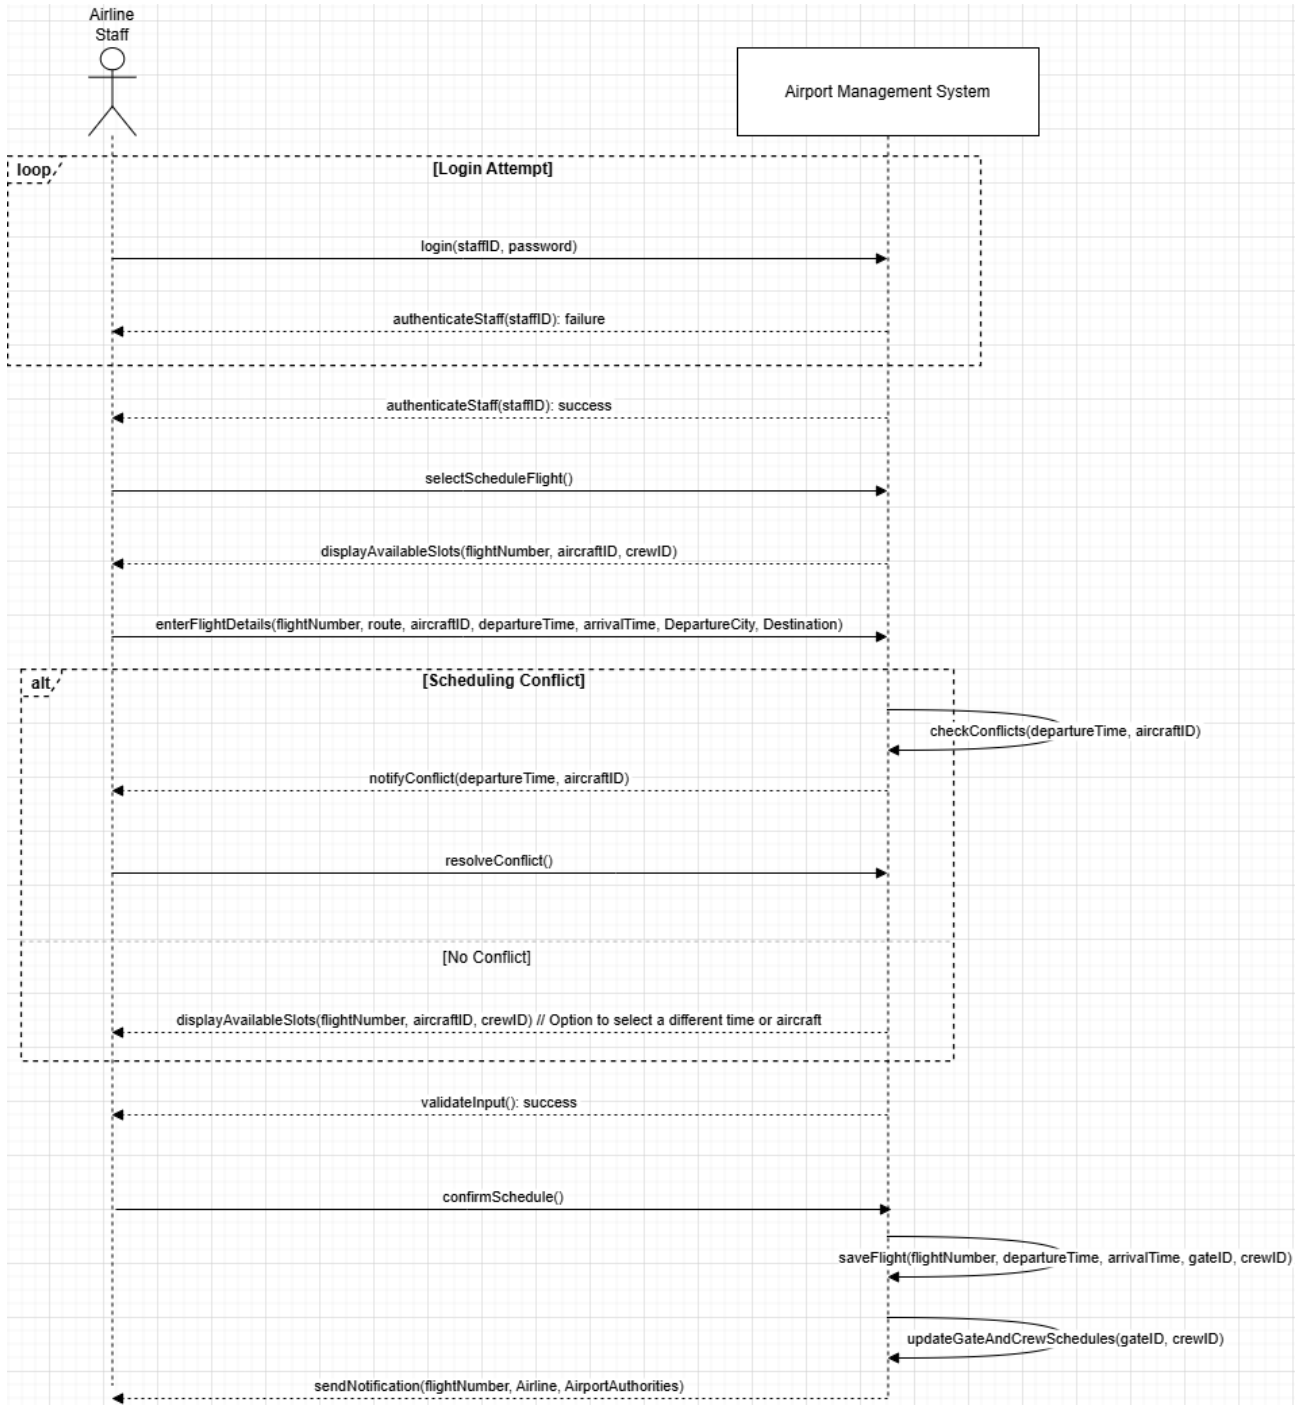 Airline
Staff
Airport Management System
loop
[Login Attempt]
login(staffID, password)
authenticateStaff(staffID): failure
authenticateStaff(staffID): success
selectScheduleFlight()
displayAvailableSlots(flightNumber, aircraftID, crewID)
enterFlightDetails(flightNumber, route, aircraftID, departureTime, arrivalTime, DepartureCity, Destination)
alt
[Scheduling Conflict]
checkConflicts(departureTime, aircraftID)
notifyConflict(departureTime, aircraftID)
resolveConflict()
[No Conflict]
displayAvailableSlots(flightNumber, aircraftID, crewID) // Option to select a different time or aircraft
validateInput(): success
confirmSchedule()
saveFlight(flightNumber, departureTime, arrivalTime, gateID, crewID)
updateGateAndCrewSchedules(gateID, crewID)
sendNotification(flightNumber, Airline, AirportAuthorities)